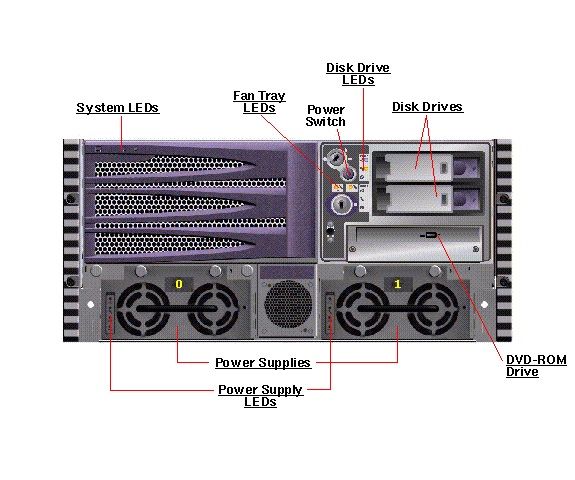 Disk Drive
LEDs
Fan Tray
LEDs
System LEDs
Power
Switch
Disk Drives
0
1
Power Supplies
DVD-ROM
Drive
Power Supply
LEDs